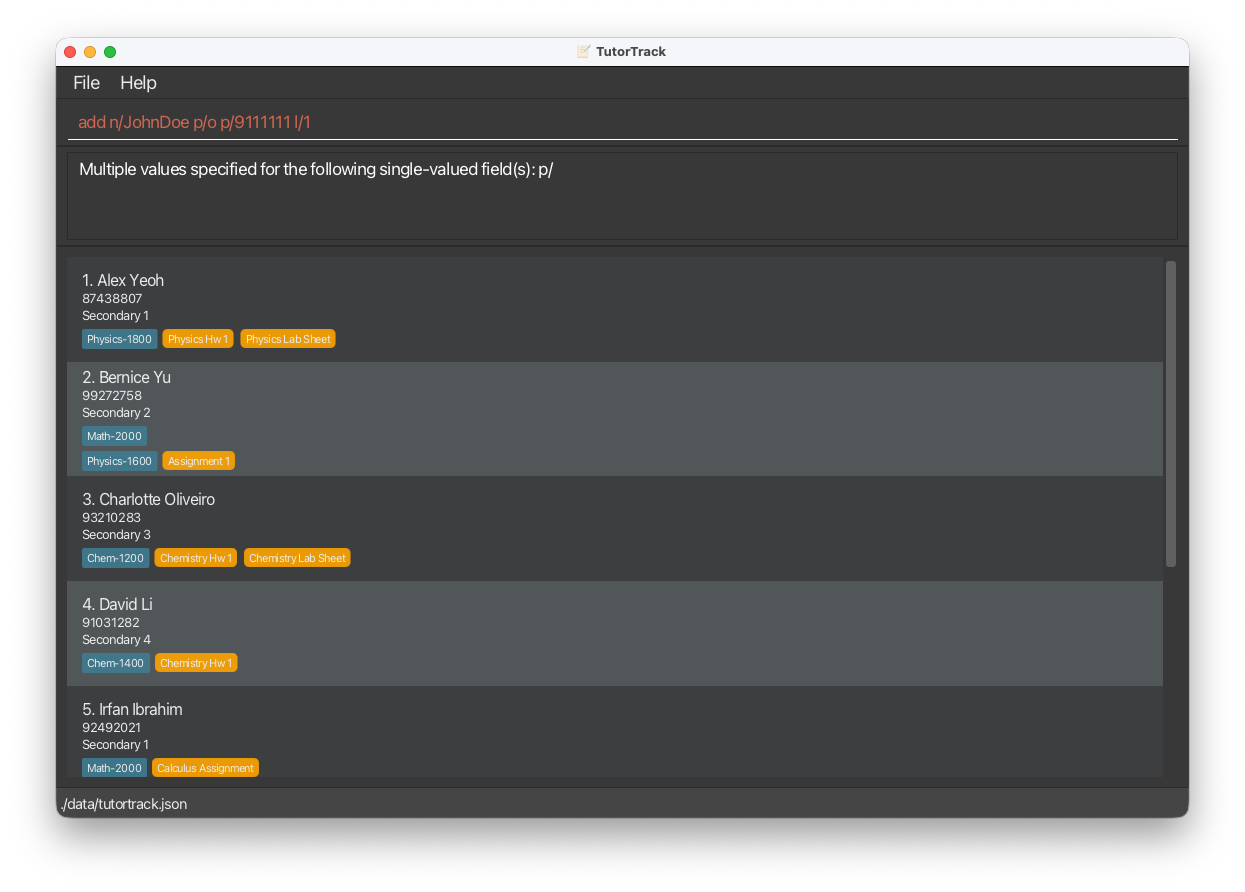 TutorTrack
File Help
add n/JohnDoe p/o p/9111111 l/1
Multiple values specified for the following single-valued field(s): p/
1. Alex Yeoh
87438807
Secondary 1
Physics-1800 Physics Hw 1 Physics Lab Sheet
2. Bernice Yu
99272758
Secondary 2
Math-2000
Physics-1600 Assignment 1
3. Charlotte Oliveiro
93210283
Secondary 3
Chem-1200 Chemistry Hw 1 Chemistry Lab Sheet
4. David Li
91031282
Secondary 4
Chem-1400 Chemistry Hw 1
5. Irfan Ibrahim
92492021
Secondary 1
Math-2000 Calculus Assignment
./data/tutortrack.json